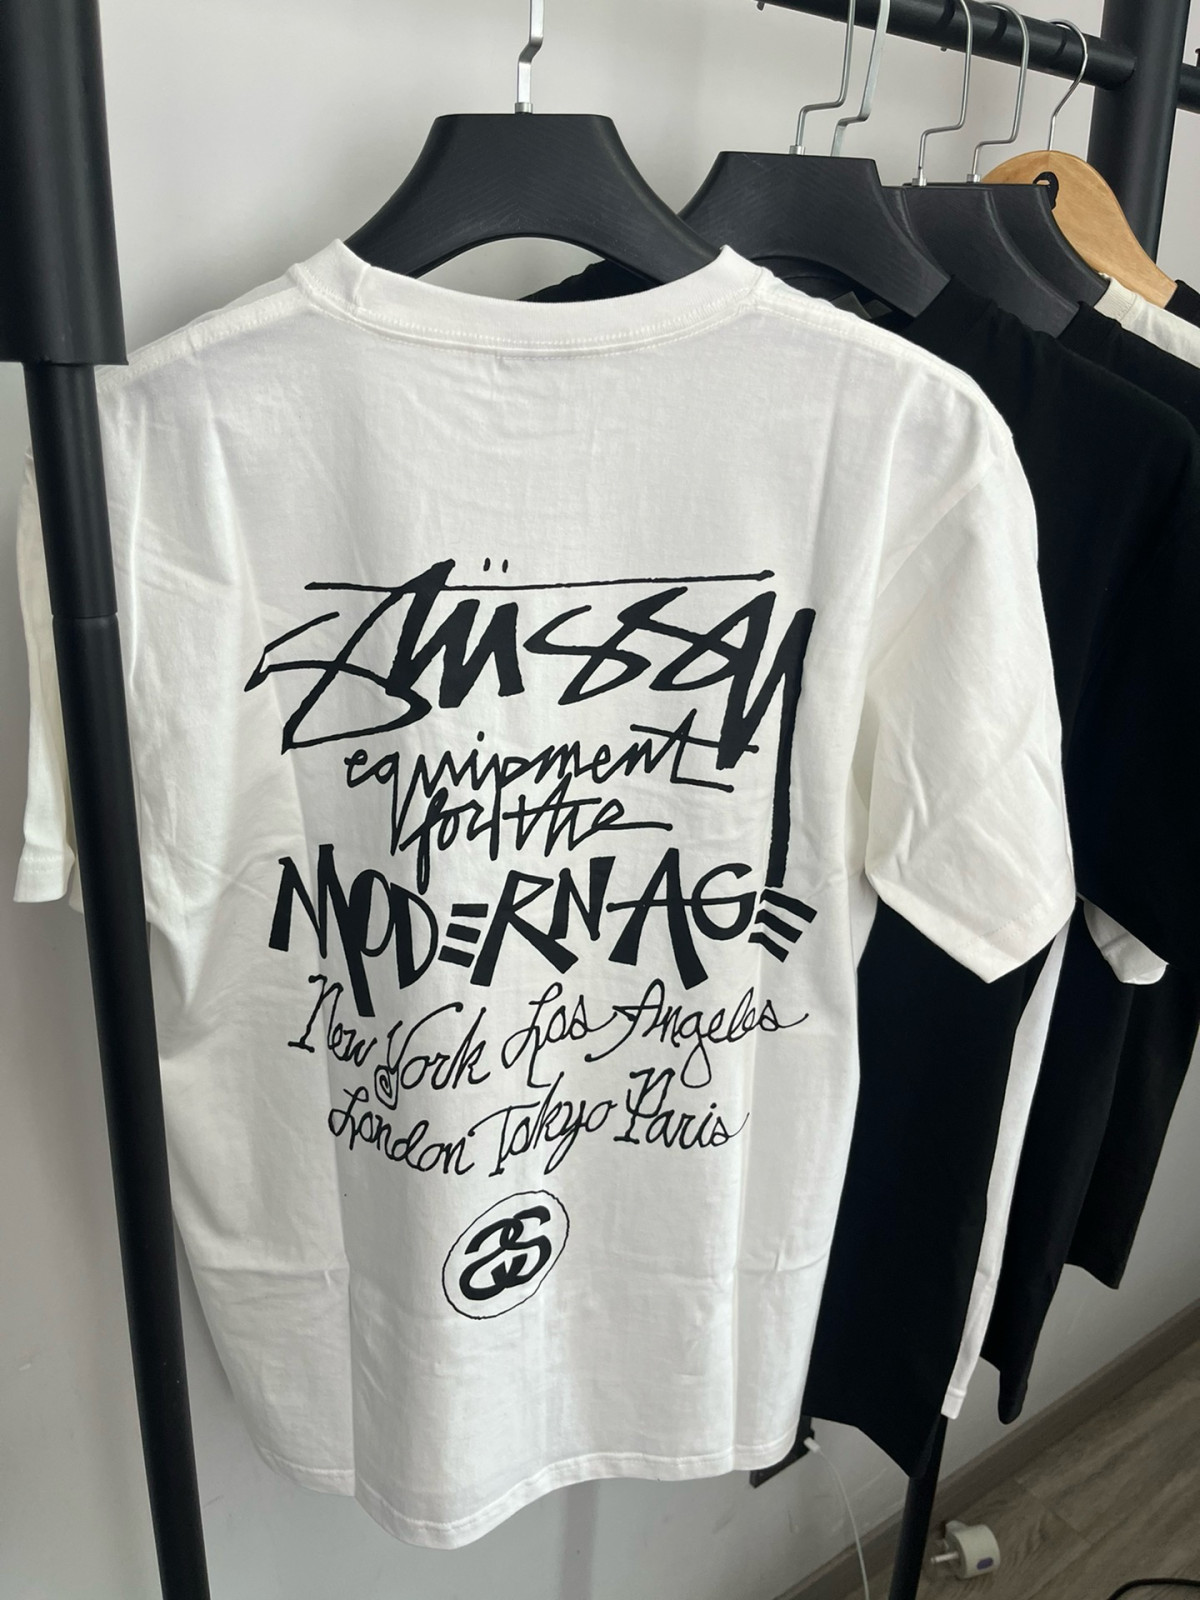 Stüssy
equipment
for the
MODERN AGE
New York Los Angeles
London Tokyo Paris
SS